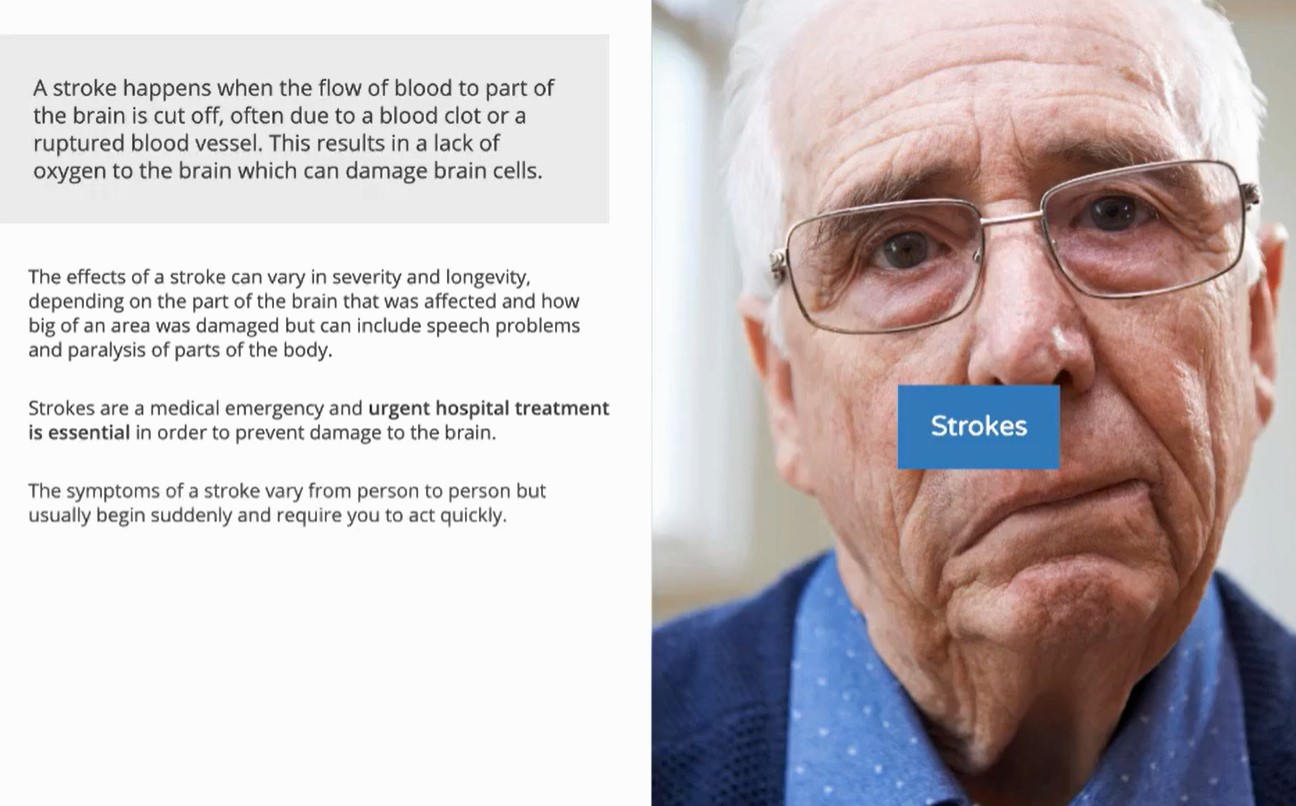 A stroke happens when the flow of blood to part of
the brain is cut off, often due to a blood clot or a
ruptured blood vessel. This results in a lack of
oxygen to the brain which can damage brain cells.
The effects of a stroke can vary in severity and longevity,
depending on the part of the brain that was affected and how
big of an area was damaged but can include speech problems
and paralysis of parts of the body.
Strokes are a medical emergency and urgent hospital treatment
is essential in order to prevent damage to the brain.
The symptoms of a stroke vary from person to person but
usually begin suddenly and require you to act quickly.
Strokes